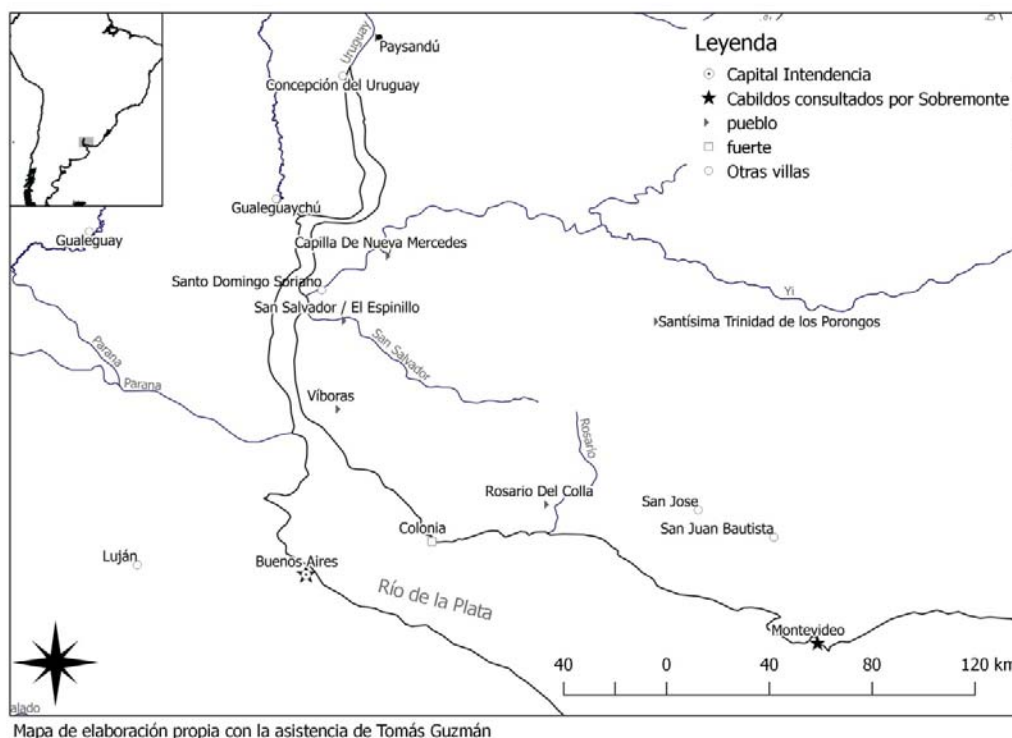 Uruguay
Paysandú
Concepción del Uruguay
Leyenda
Capital Intendencia
Cabildos consultados por Sobremonte
pueblo
fuerte
Otras villas
Gualeguaychú
Gualeguay
Capilla De Nueva Mercedes
Santo Domingo Soriano
San Salvador / El Espinillo
Yi
Santísima Trinidad de los Porongos
San Salvador
Parana
Parana
Víboras
Rosario
Rosario Del Colla
San Jose
San Juan Bautista
Colonia
Luján
Buenos Aires
Río de la Plata
Montevideo
40 0 40 80 120 km
alado
Mapa de elaboración propia con la asistencia de Tomás Guzmán